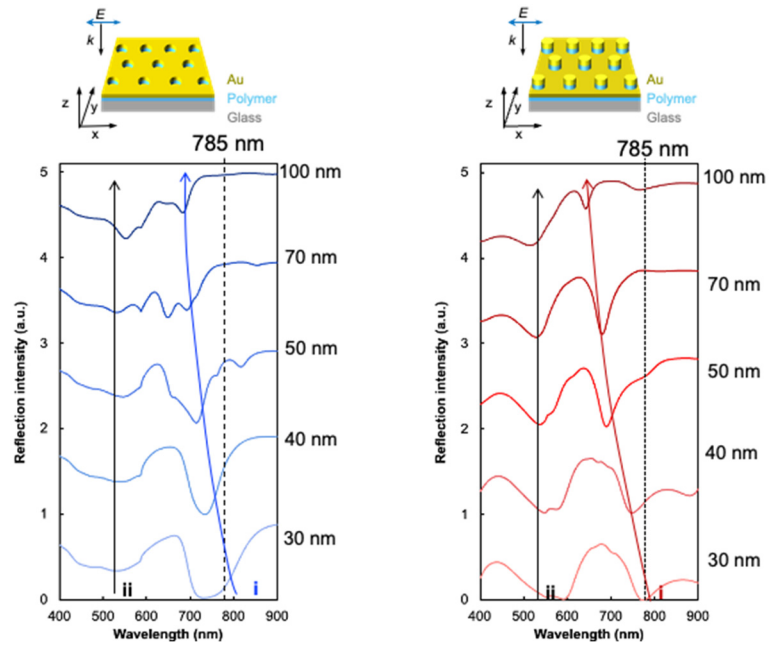 E
k
z
y
x
Au
Polymer
Glass
785 nm
5
4
3
2
1
0
Reflection intensity (a.u.)
100 nm
70 nm
50 nm
40 nm
30 nm
ii
i
400 500 600 700 800 900
Wavelength (nm)
E
k
z
y
x
Au
Polymer
Glass
785 nm
5
4
3
2
1
0
Reflection intensity (a.u.)
100 nm
70 nm
50 nm
40 nm
30 nm
ii
i
400 500 600 700 800 900
Wavelength (nm)